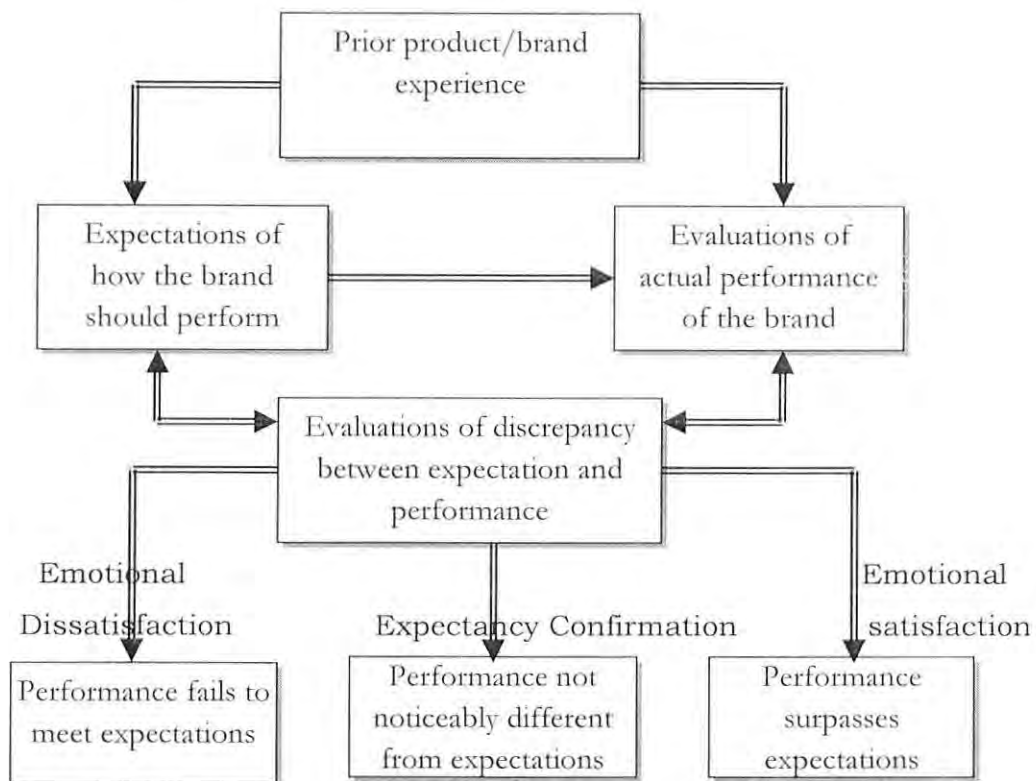 Prior product/brand
experience
Expectations of
how the brand
should perform
Evaluations of
actual performance
of the brand
Evaluations of discrepancy
between expectation and
performance
Emotional
Dissatisfaction
Expectancy Confirmation
Emotional
satisfaction
Performance fails to
meet expectations
Performance not
noticeably different
from expectations
Performance
surpasses
expectations